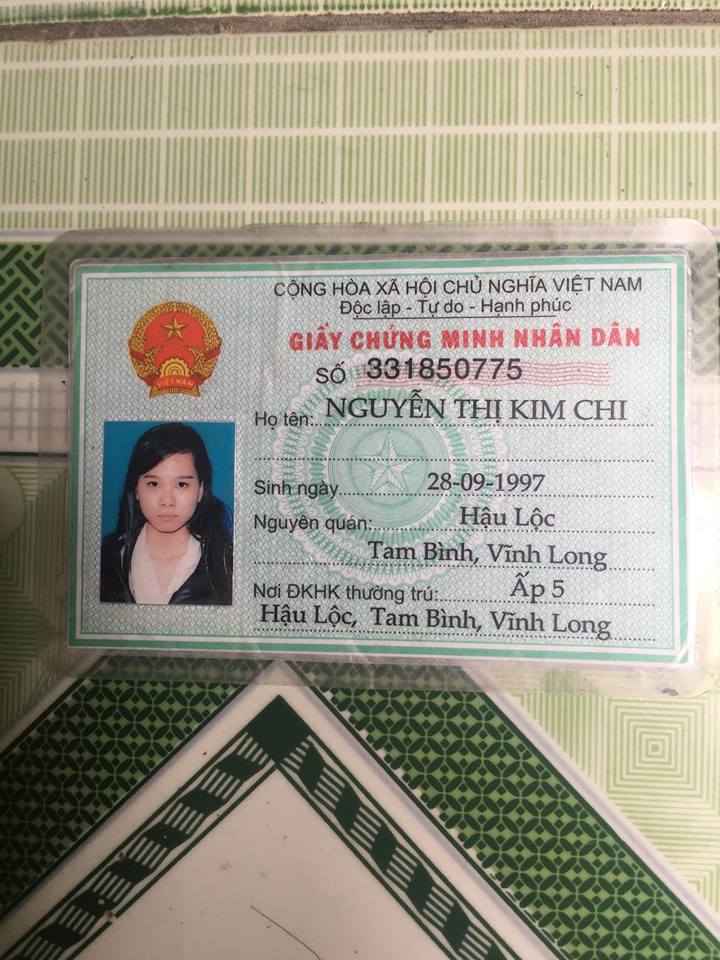 CỘNG HÒA XÃ HỘI CHỦ NGHĨA VIỆT NAM
Độc lập - Tự do - Hạnh phúc
GIẤY CHỨNG MINH NHÂN DÂN
SỐ 331850775
Họ tên: NGUYỄN THỊ KIM CHI
Sinh ngày 28-09-1997
Nguyên quán: Hậu Lộc
Tam Bình, Vĩnh Long
Nơi ĐKHK thường trú: Ấp 5
Hậu Lộc, Tam Bình, Vĩnh Long
VIỆT NAM